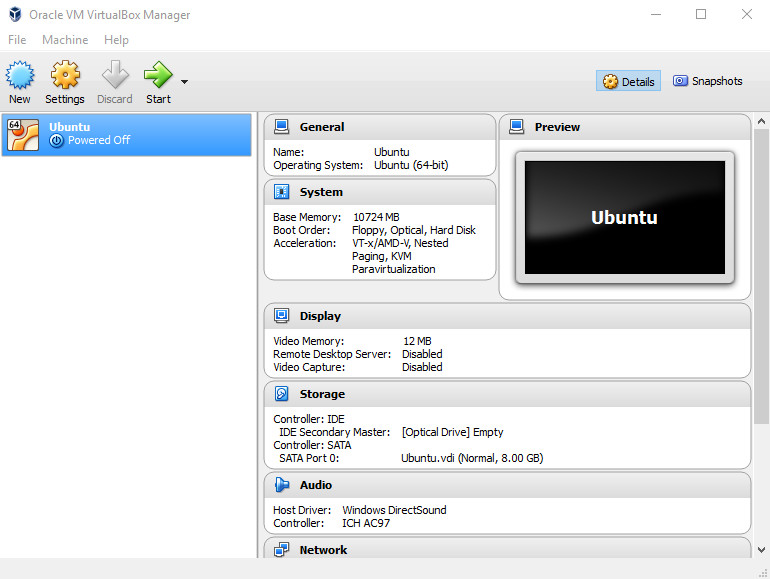 Oracle VM VirtualBox Manager
File Machine Help
New Settings Discard Start Details Snapshots
64 Ubuntu
Powered Off
General
Name: Ubuntu
Operating System: Ubuntu (64-bit)
Preview
Ubuntu
System
Base Memory: 10724 MB
Boot Order: Floppy, Optical, Hard Disk
Acceleration: VT-x/AMD-V, Nested
Paging, KVM
Paravirtualization
Display
Video Memory: 12 MB
Remote Desktop Server: Disabled
Video Capture: Disabled
Storage
Controller: IDE
IDE Secondary Master: [Optical Drive] Empty
Controller: SATA
SATA Port 0: Ubuntu.vdi (Normal, 8.00 GB)
Audio
Host Driver: Windows DirectSound
Controller: ICH AC97
Network